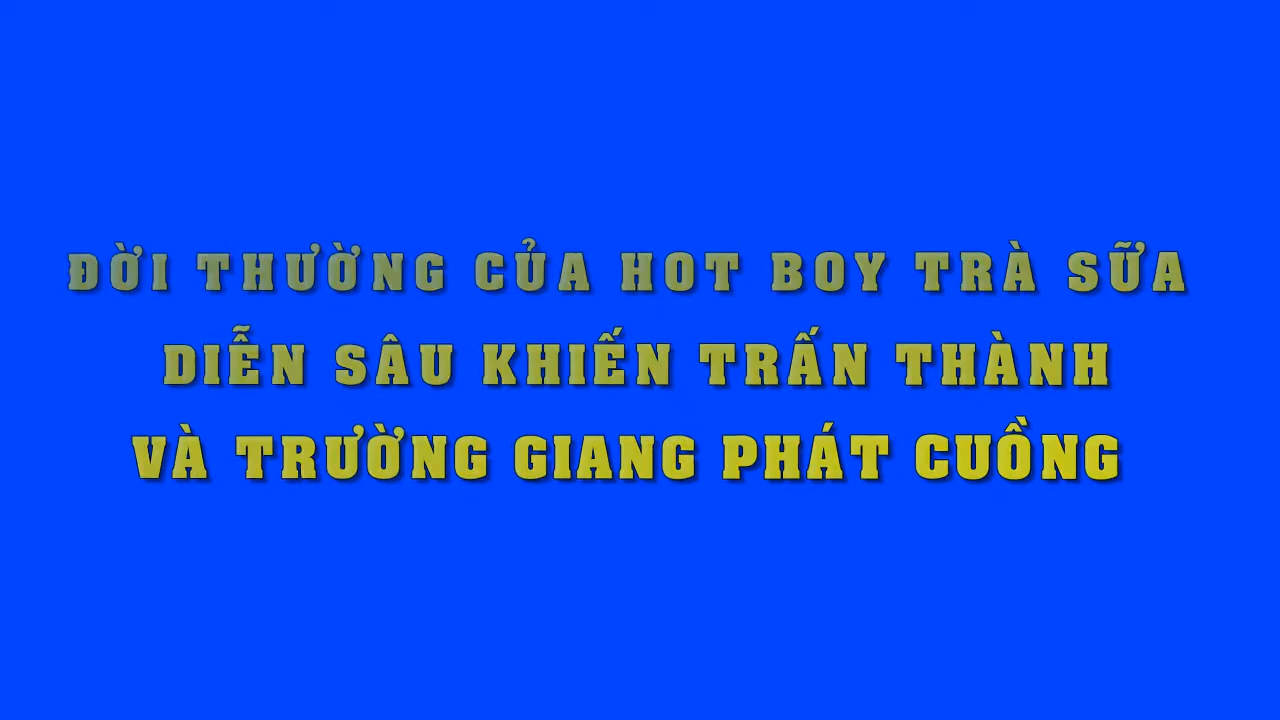 ĐỜI THƯỜNG CỦA HOT BOY TRÀ SỮA
DIỄN SÂU KHIẾN TRẤN THÀNH
VÀ TRƯỜNG GIANG PHÁT CUỒNG